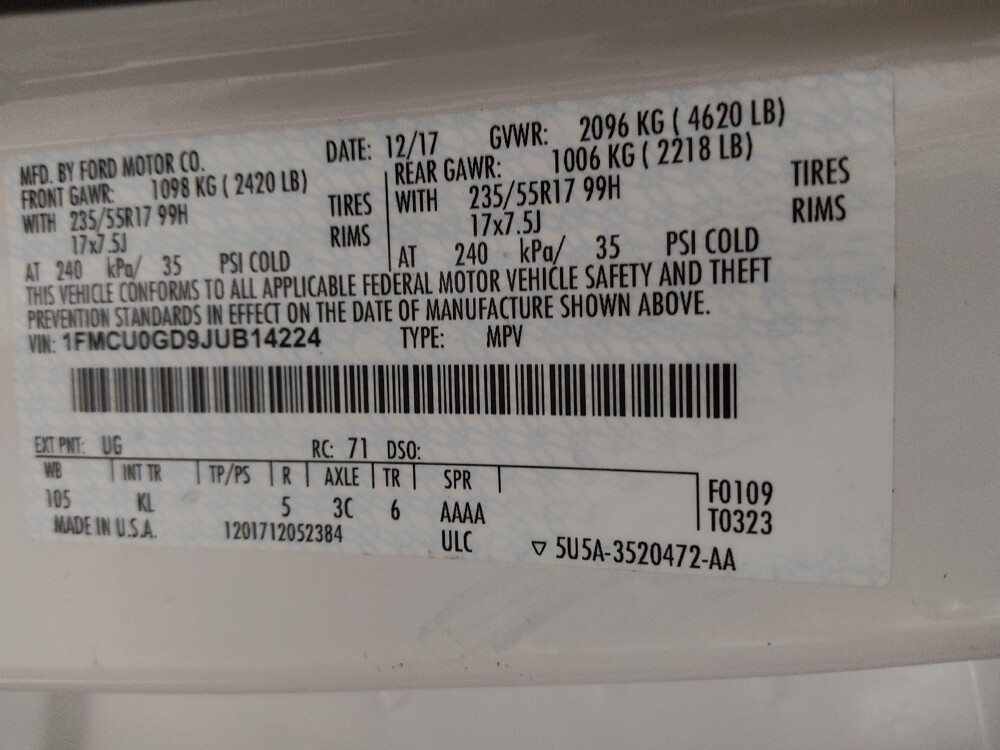 MFD. BY FORD MOTOR CO. DATE: 12/17 GVWR: 2096 KG ( 4620 LB)
FRONT GAWR: 1098 KG ( 2420 LB) REAR GAWR: 1006 KG ( 2218 LB)
WITH 235/55R17 99H TIRES WITH 235/55R17 99H TIRES
17x7.5J RIMS 17x7.5J RIMS
AT 240 kPa/ 35 PSI COLD AT 240 kPa/ 35 PSI COLD
THIS VEHICLE CONFORMS TO ALL APPLICABLE FEDERAL MOTOR VEHICLE SAFETY AND THEFT
PREVENTION STANDARDS IN EFFECT ON THE DATE OF MANUFACTURE SHOWN ABOVE.
VIN: 1FMCU0GD9JUB14224 TYPE: MPV
EXT PNT: UG RC: 71 DSO:
WB INT TR TP/PS R AXLE TR SPR
105 KL 5 3C 6 AAAA F0109
T0323
MADE IN U.S.A. 1201712052384 ULC ▽ 5U5A-3520472-AA